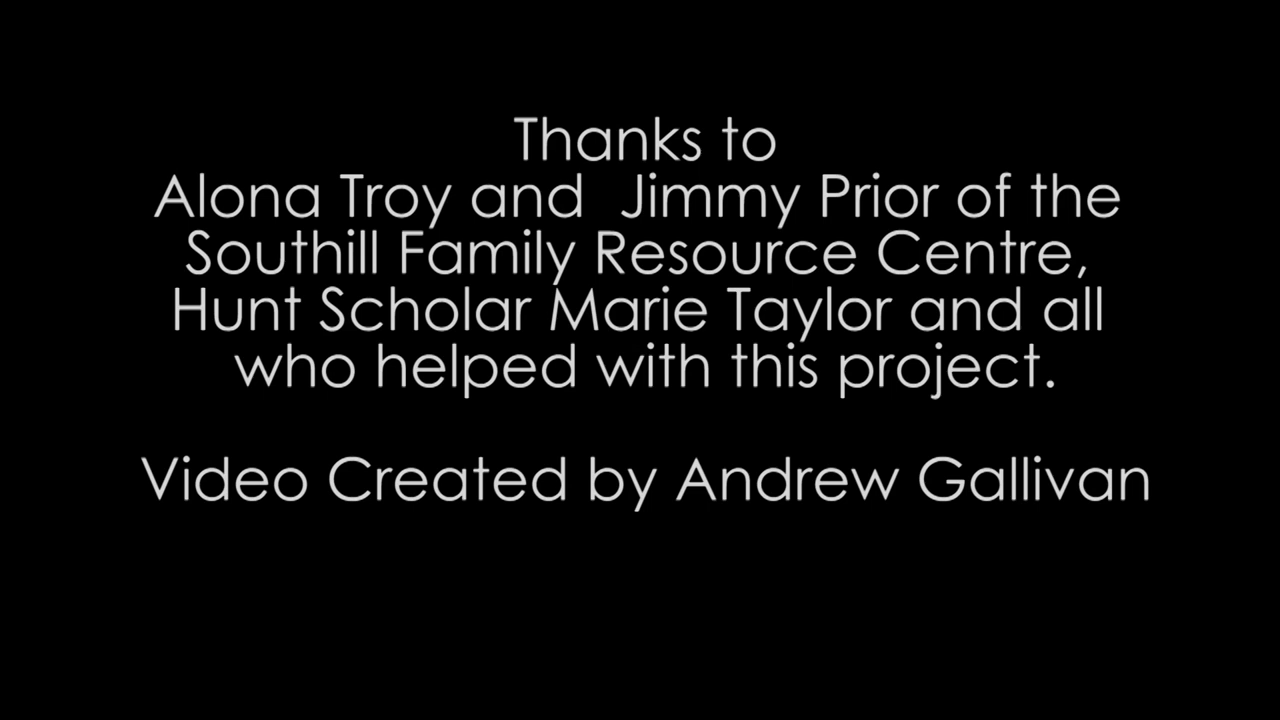 Thanks to
Alona Troy and  Jimmy Prior of the
Southill Family Resource Centre,
Hunt Scholar Marie Taylor and all
who helped with this project.
Video Created by Andrew Gallivan